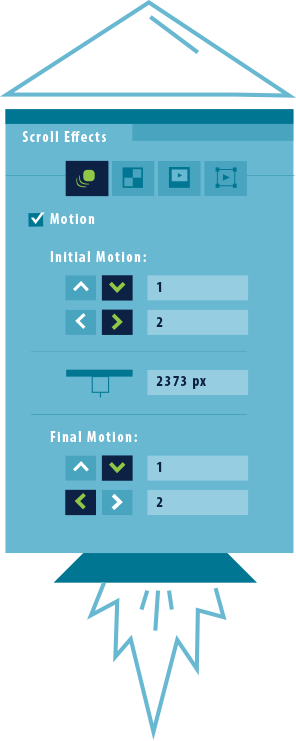 Scroll Effects
Motion
Initial Motion:
1
2
2373 px
Final Motion:
1
2